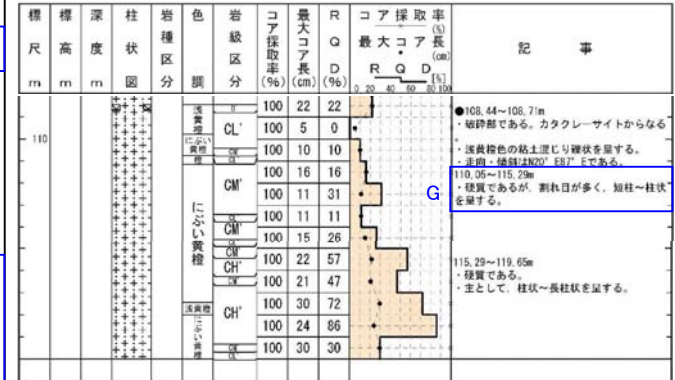 標尺 m
標高 m
深度 m
柱状図
岩種区分
色調
岩級区分
コア採取率(%)
最大コア長(cm)
RQD(%)
コア採取率(%)
最大コア長(cm)
RQD[%]
0 20 40 60 80 100
記事
110
浅黄橙
にぶい黄橙
橙
にぶい黄橙
浅黄橙
にぶい黄橙
D
CL'
CM'
CL'
CM'
CL'
CM'
CM'
CH'
CM'
CH'
CM'
CL'
100 22 22
100 5 0
100 10 10
100 16 16
100 11 31
100 11 11
100 15 26
100 22 57
100 21 47
100 30 72
100 24 86
100 30 30
●108.44~108.71m
・破砕部である。カタクレーサイトからなる
・浅黄橙色の粘土混じり礫状を呈する。
・走向・傾斜はN20°E87°Eである。
G
110.05~115.29m
・硬質であるが、割れ目が多く、短柱~柱状
を呈する。
115.29~119.65m
・硬質である。
・主として、柱状~長柱状を呈する。